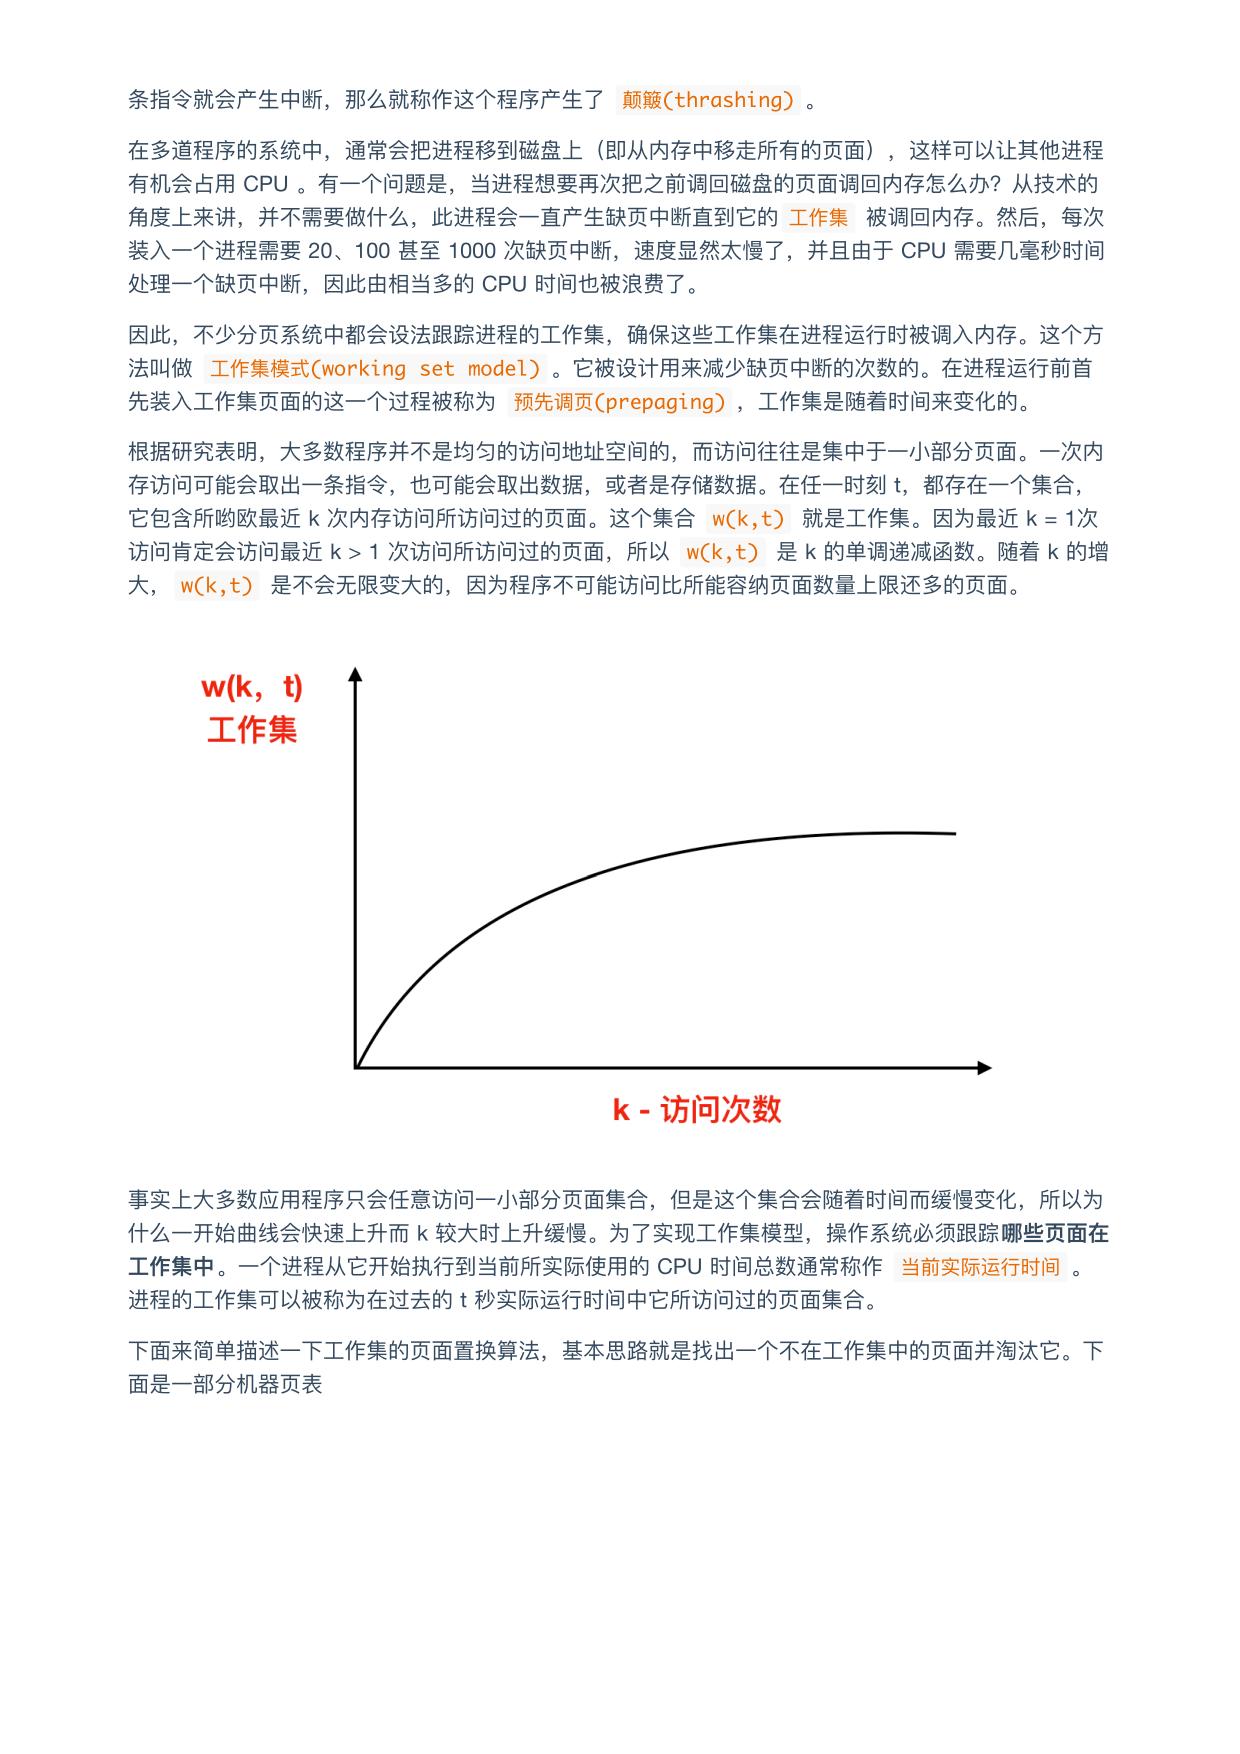 条指令就会产生中断，那么就称作这个程序产生了 颠簸(thrashing) 。
在多道程序的系统中，通常会把进程移到磁盘上（即从内存中移走所有的页面），这样可以让其他进程
有机会占用 CPU 。有一个问题是，当进程想要再次把之前调回磁盘的页面调回内存怎么办？从技术的
角度上来讲，并不需要做什么，此进程会一直产生缺页中断直到它的 工作集 被调回内存。然后，每次
装入一个进程需要 20、100 甚至 1000 次缺页中断，速度显然太慢了，并且由于 CPU 需要几毫秒时间
处理一个缺页中断，因此由相当多的 CPU 时间也被浪费了。
因此，不少分页系统中都会设法跟踪进程的工作集，确保这些工作集在进程运行时被调入内存。这个方
法叫做 工作集模式(working set model) 。它被设计用来减少缺页中断的次数的。在进程运行前首
先装入工作集页面的这一个过程被称为 预先调页(prepaging) ，工作集是随着时间来变化的。
根据研究表明，大多数程序并不是均匀的访问地址空间的，而访问往往是集中于一小部分页面。一次内
存访问可能会取出一条指令，也可能会取出数据，或者是存储数据。在任一时刻 t，都存在一个集合，
它包含所哟欧最近 k 次内存访问所访问过的页面。这个集合 w(k,t) 就是工作集。因为最近 k = 1次
访问肯定会访问最近 k > 1 次访问所访问过的页面，所以 w(k,t) 是 k 的单调递减函数。随着 k 的增
大， w(k,t) 是不会无限变大的，因为程序不可能访问比所能容纳页面数量上限还多的页面。
w(k，t)
工作集
k - 访问次数
事实上大多数应用程序只会任意访问一小部分页面集合，但是这个集合会随着时间而缓慢变化，所以为
什么一开始曲线会快速上升而 k 较大时上升缓慢。为了实现工作集模型，操作系统必须跟踪哪些页面在
工作集中。一个进程从它开始执行到当前所实际使用的 CPU 时间总数通常称作 当前实际运行时间 。
进程的工作集可以被称为在过去的 t 秒实际运行时间中它所访问过的页面集合。
下面来简单描述一下工作集的页面置换算法，基本思路就是找出一个不在工作集中的页面并淘汰它。下
面是一部分机器页表